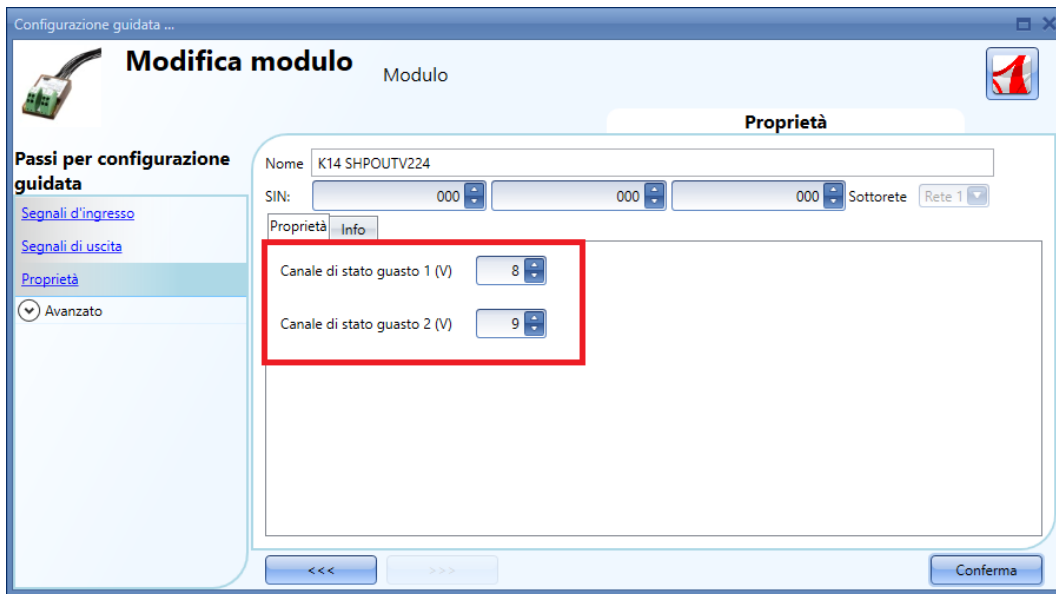 Configurazione guidata ...
Modifica modulo
Modulo
Proprietà
Passi per configurazione
guidata
Segnali d'ingresso
Segnali di uscita
Proprietà
Avanzato
Nome K14 SHPOUTV224
SIN: 000 000 000 Sottorete Rete 1
Proprietà Info
Canale di stato guasto 1 (V) 8
Canale di stato guasto 2 (V) 9
<<< >>> Conferma